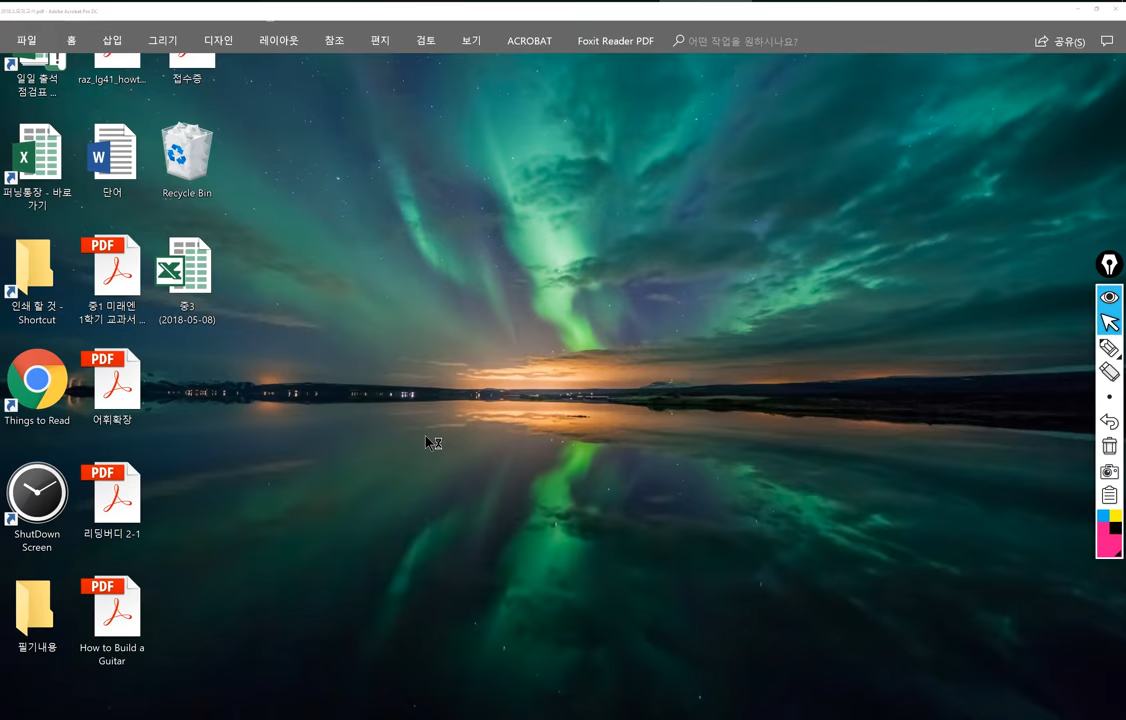 파일 홈 삽입 그리기 디자인 레이아웃 참조 편지 검토 보기 ACROBAT Foxit Reader PDF 어떤 작업을 원하시나요? 공유(S)
일일 출석
점검표 ...
raz_lg41_howt...
접수증
퍼닝통장 - 바로
가기
단어
Recycle Bin
인쇄 할 것 -
Shortcut
PDF
중1 미래엔
1학기 교과서 ...
중3
(2018-05-08)
Things to Read
PDF
어휘확장
ShutDown
Screen
PDF
리딩버디 2-1
필기내용
PDF
How to Build a
Guitar